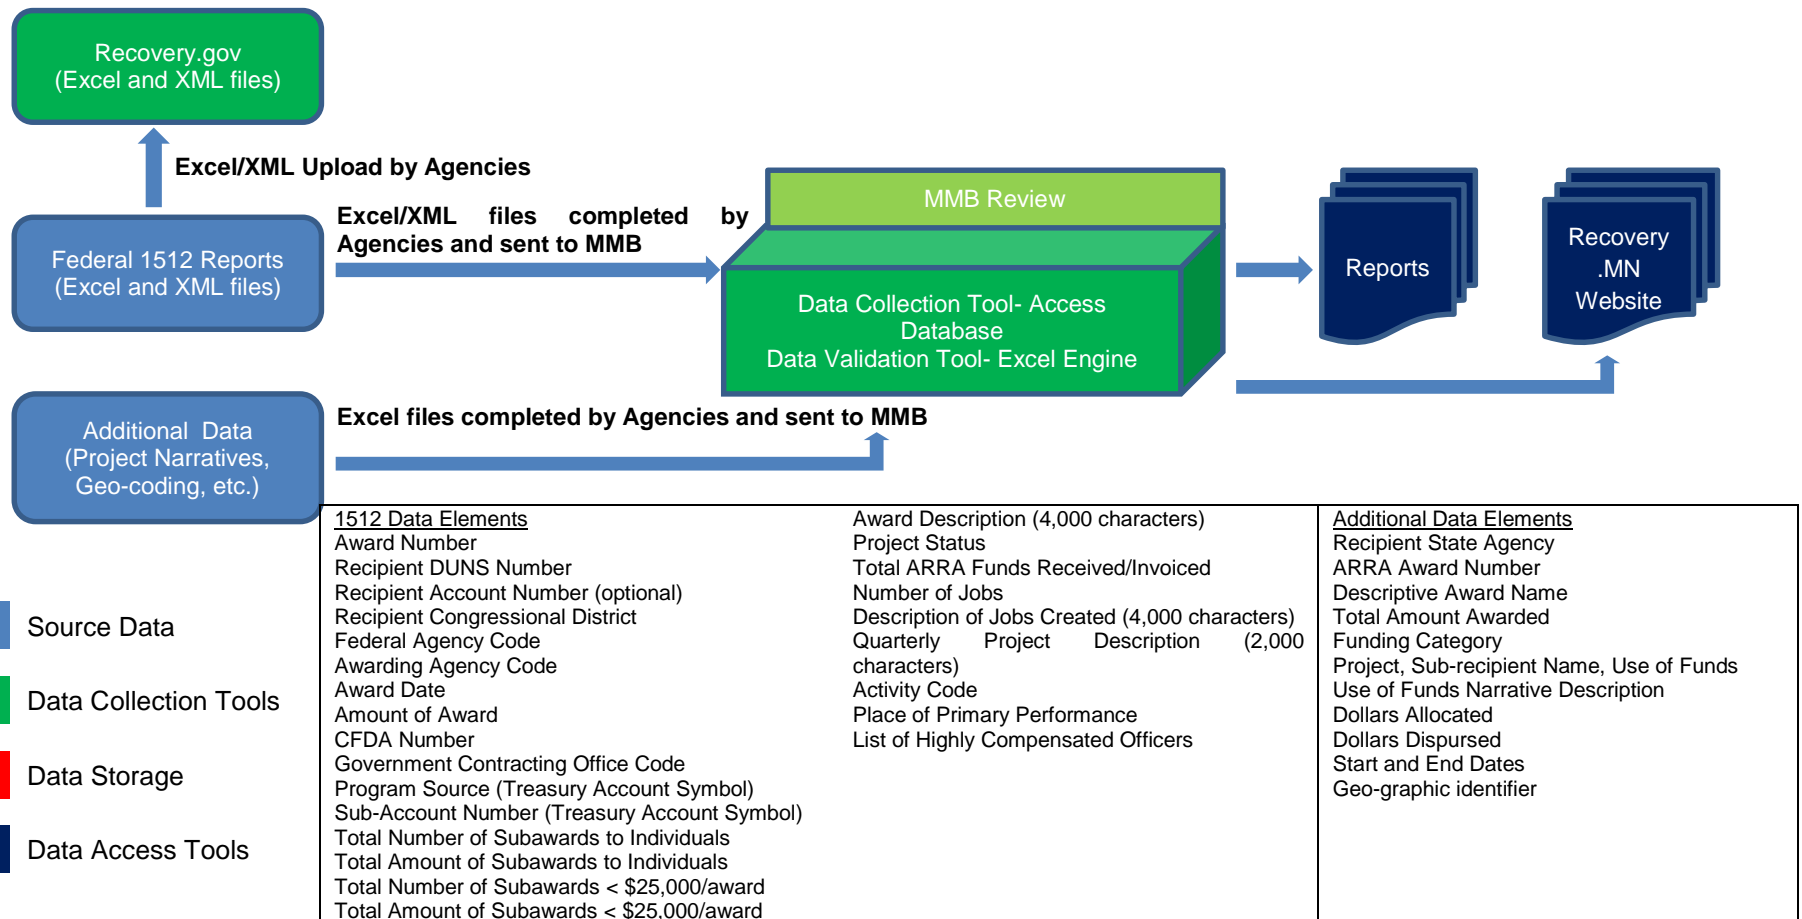 Recovery.gov
(Excel and XML files)
Excel/XML Upload by Agencies
Federal 1512 Reports
(Excel and XML files)
Excel/XML files completed by
Agencies and sent to MMB
MMB Review
Data Collection Tool- Access
Database
Data Validation Tool- Excel Engine
Reports
Recovery
.MN
Website
Additional Data
(Project Narratives,
Geo-coding, etc.)
Excel files completed by Agencies and sent to MMB
Source Data
Data Collection Tools
Data Storage
Data Access Tools
1512 Data Elements
Award Number
Recipient DUNS Number
Recipient Account Number (optional)
Recipient Congressional District
Federal Agency Code
Awarding Agency Code
Award Date
Amount of Award
CFDA Number
Government Contracting Office Code
Program Source (Treasury Account Symbol)
Sub-Account Number (Treasury Account Symbol)
Total Number of Subawards to Individuals
Total Amount of Subawards to Individuals
Total Number of Subawards < $25,000/award
Total Amount of Subawards < $25,000/award
Award Description (4,000 characters)
Project Status
Total ARRA Funds Received/Invoiced
Number of Jobs
Description of Jobs Created (4,000 characters)
Quarterly Project Description (2,000
characters)
Activity Code
Place of Primary Performance
List of Highly Compensated Officers
Additional Data Elements
Recipient State Agency
ARRA Award Number
Descriptive Award Name
Total Amount Awarded
Funding Category
Project, Sub-recipient Name, Use of Funds
Use of Funds Narrative Description
Dollars Allocated
Dollars Dispursed
Start and End Dates
Geo-graphic identifier